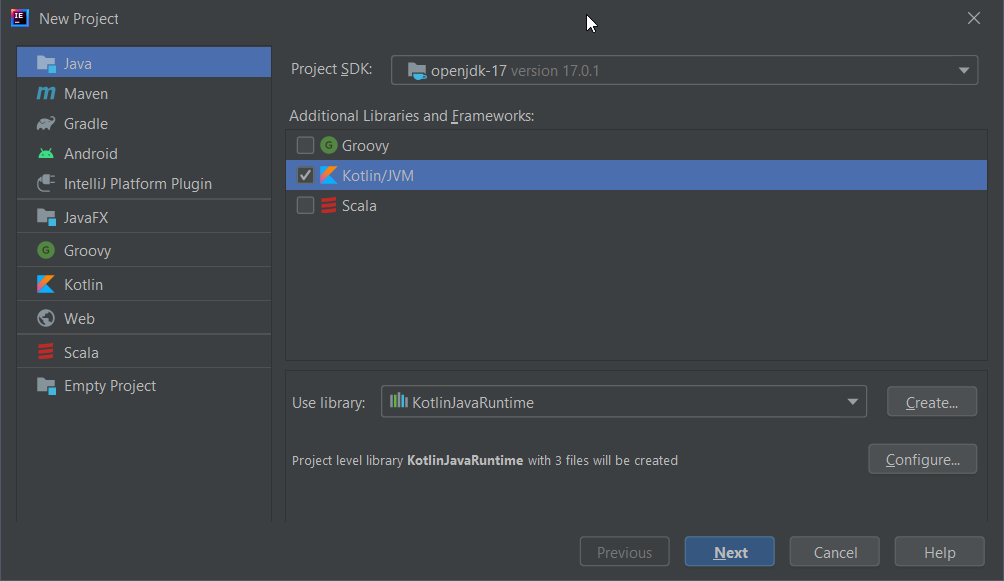 New Project
Java
Maven
Gradle
Android
IntelliJ Platform Plugin
JavaFX
Groovy
Kotlin
Web
Scala
Empty Project
Project SDK: openjdk-17 version 17.0.1
Additional Libraries and Frameworks:
Groovy
Kotlin/JVM
Scala
Use library: KotlinJavaRuntime Create...
Project level library KotlinJavaRuntime with 3 files will be created Configure...
Previous Next Cancel Help